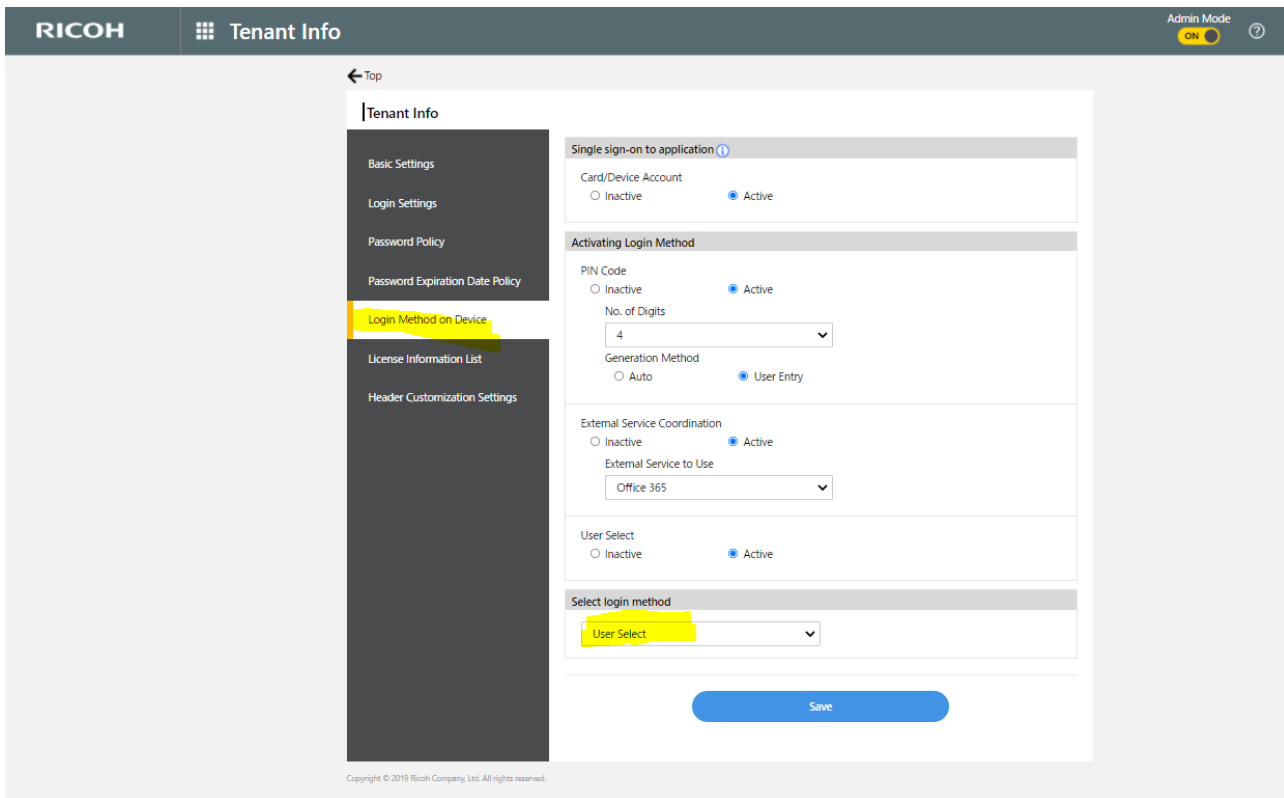 RICOH
Tenant Info
Admin Mode
ON
?
Top
Tenant Info
Basic Settings
Login Settings
Password Policy
Password Expiration Date Policy
Login Method on Device
License Information List
Header Customization Settings
Single sign-on to application i
Card/Device Account
Inactive Active
Activating Login Method
PIN Code
Inactive Active
No. of Digits
4
Generation Method
Auto User Entry
External Service Coordination
Inactive Active
External Service to Use
Office 365
User Select
Inactive Active
Select login method
User Select
Save
Copyright © 2019 Ricoh Company, Ltd. All rights reserved.